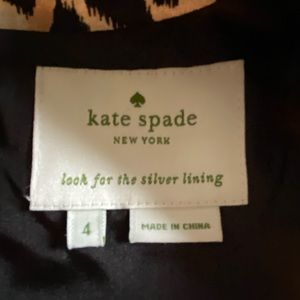 kate spade
NEW YORK
look for the silver lining
4
MADE IN CHINA